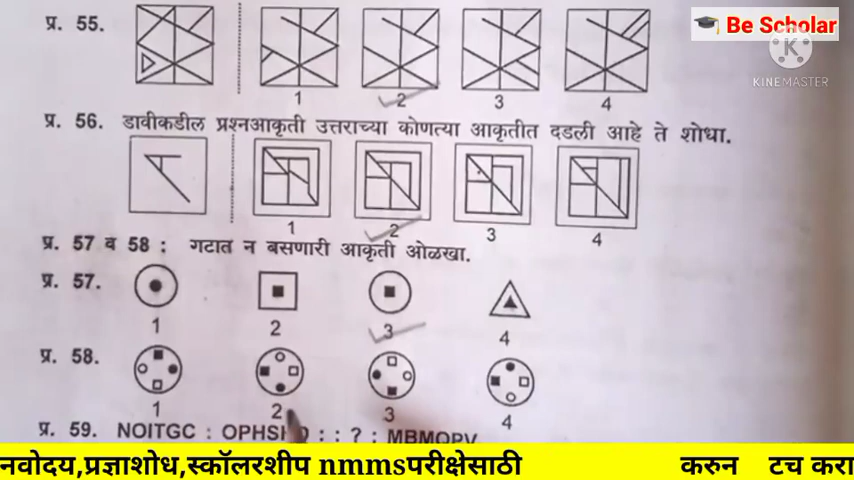 प्र. 55.
Be Scholar
K
KINEMASTER
1 2 3 4
प्र. 56. डावीकडील प्रश्नआकृती उत्तराच्या कोणत्या आकृतीत दडली आहे ते शोधा.
1 2 3 4
प्र. 57 व 58 : गटात न बसणारी आकृती ओळखा.
प्र. 57.
1 2 3 4
प्र. 58.
1 2 3 4
प्र. 59. NOITGC : : ? : MBMOPV
नवोदय,प्रज्ञाशोध,स्कॉलरशीप nmmsपरीक्षेसाठी करुन टच करा